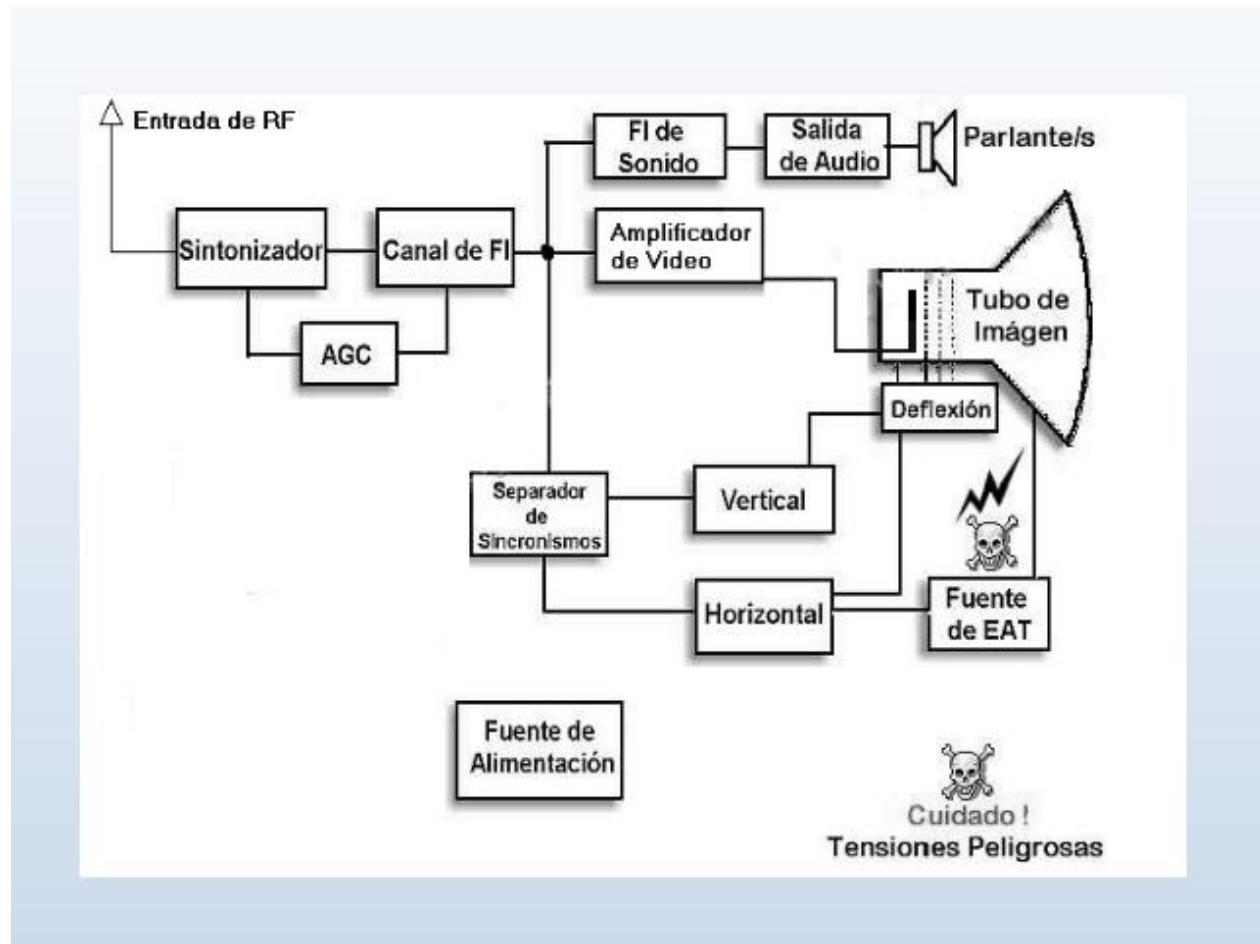 Entrada de RF
FI de
Sonido
Salida
de Audio
Parlante/s
Sintonizador
Canal de FI
Amplificador
de Video
AGC
Tubo de
Imágen
Deflexión
Separador
de
Sincronismos
Vertical
Horizontal
Fuente
de EAT
Fuente de
Alimentación
Cuidado !
Tensiones Peligrosas